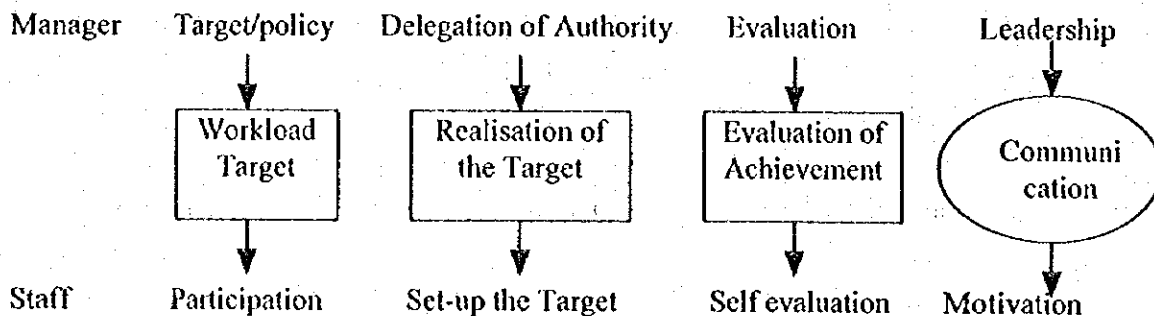 Manager Target/policy Delegation of Authority Evaluation Leadership
Workload
Target
Realisation of
the Target
Evaluation of
Achievement
Communi
cation
Staff Participation Set-up the Target Self evaluation Motivation